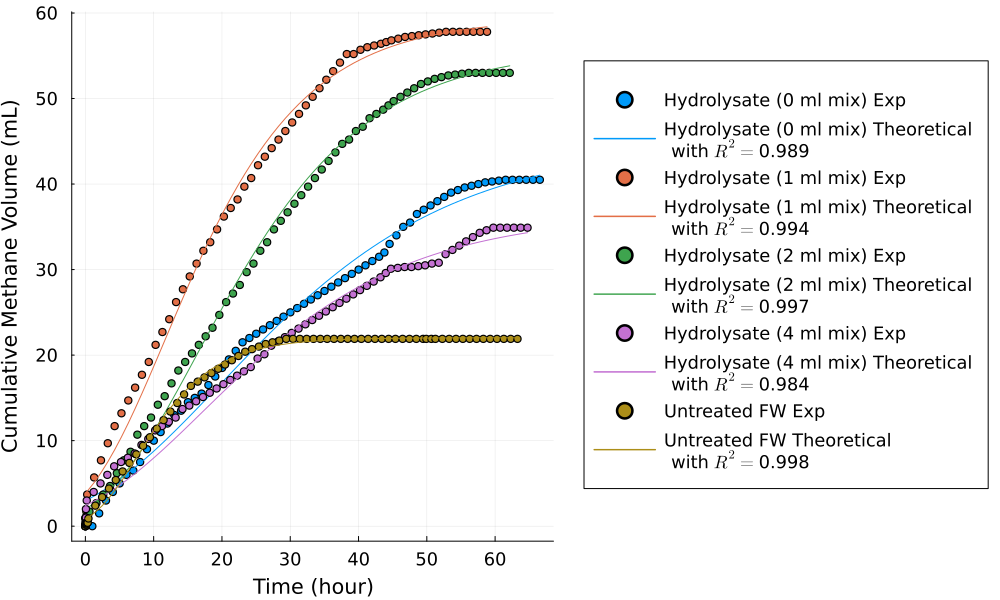 60
50
40
30
20
10
0
Cumulative Methane Volume (mL)
0 10 20 30 40 50 60
Time (hour)
Hydrolysate (0 ml mix) Exp
Hydrolysate (0 ml mix) Theoretical
with R² = 0.989
Hydrolysate (1 ml mix) Exp
Hydrolysate (1 ml mix) Theoretical
with R² = 0.994
Hydrolysate (2 ml mix) Exp
Hydrolysate (2 ml mix) Theoretical
with R² = 0.997
Hydrolysate (4 ml mix) Exp
Hydrolysate (4 ml mix) Theoretical
with R² = 0.984
Untreated FW Exp
Untreated FW Theoretical
with R² = 0.998